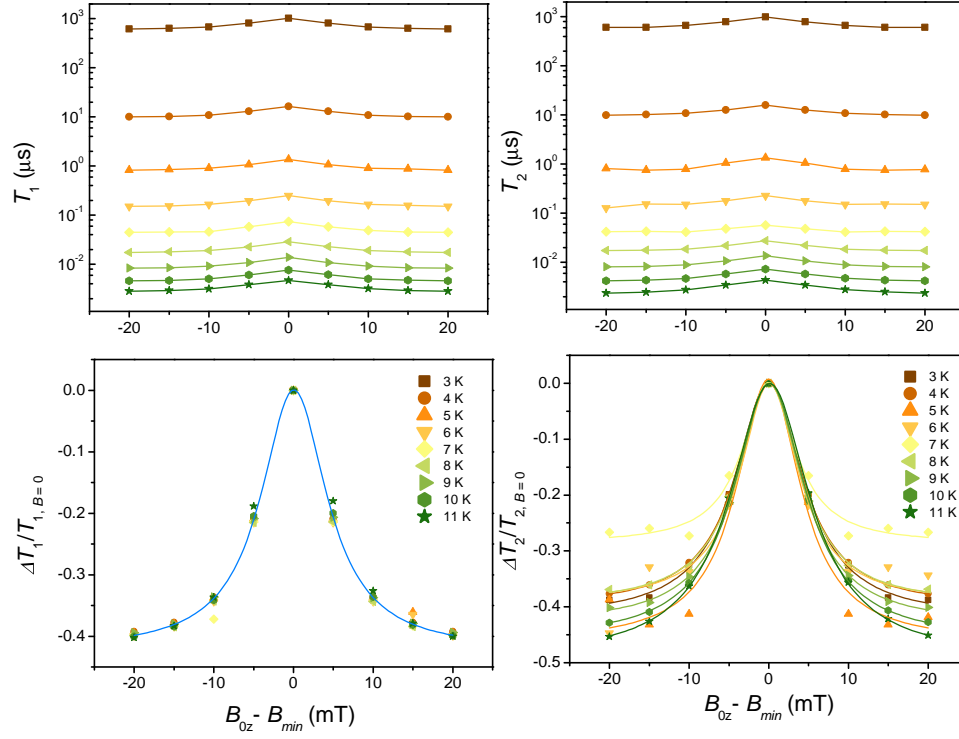 10³
10²
10¹
10⁰
10⁻¹
10⁻²
T₁ (μs)
-20 -10 0 10 20
10³
10²
10¹
10⁰
10⁻¹
10⁻²
T₂ (μs)
-20 -10 0 10 20
0.0
-0.1
-0.2
-0.3
-0.4
ΔT₁/T₁, B = 0
3 K
4 K
5 K
6 K
7 K
8 K
9 K
10 K
11 K
-20 -10 0 10 20
B₀z - Bmin (mT)
0.0
-0.1
-0.2
-0.3
-0.4
-0.5
ΔT₂/T₂, B = 0
3 K
4 K
5 K
6 K
7 K
8 K
9 K
10 K
11 K
-20 -10 0 10 20
B₀z - Bmin (mT)